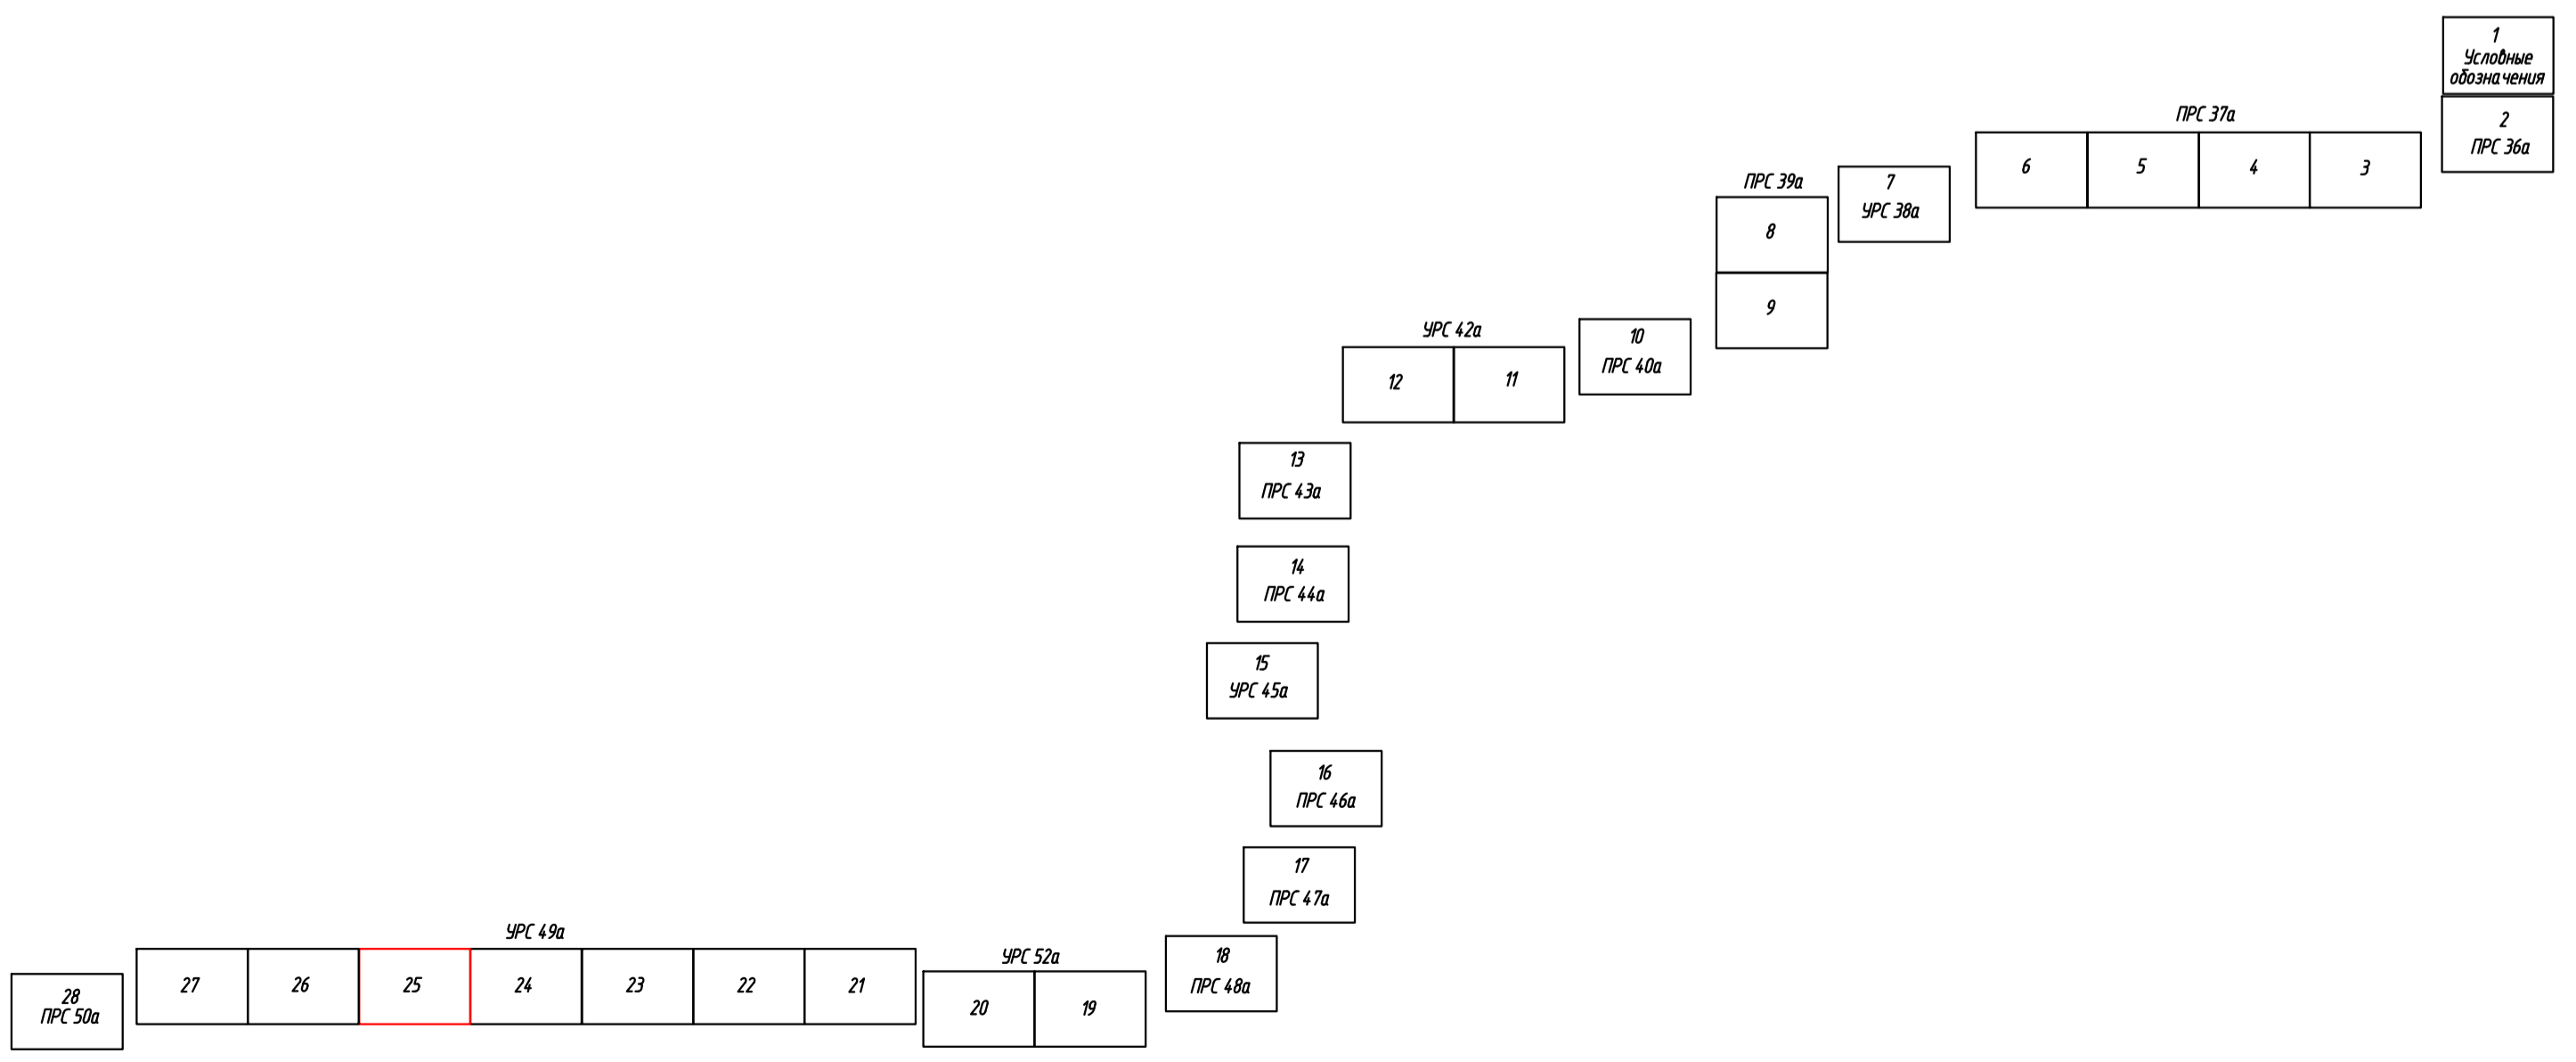 1
Условные
обозначения
2
ПРС 36а
ПРС 37а
6 5 4 3
7
УРС 38а
ПРС 39а
8
9
10
ПРС 40а
УРС 42а
12 11
13
ПРС 43а
14
ПРС 44а
15
УРС 45а
16
ПРС 46а
17
ПРС 47а
18
ПРС 48а
УРС 52а
20 19
УРС 49а
27 26 25 24 23 22 21
28
ПРС 50а